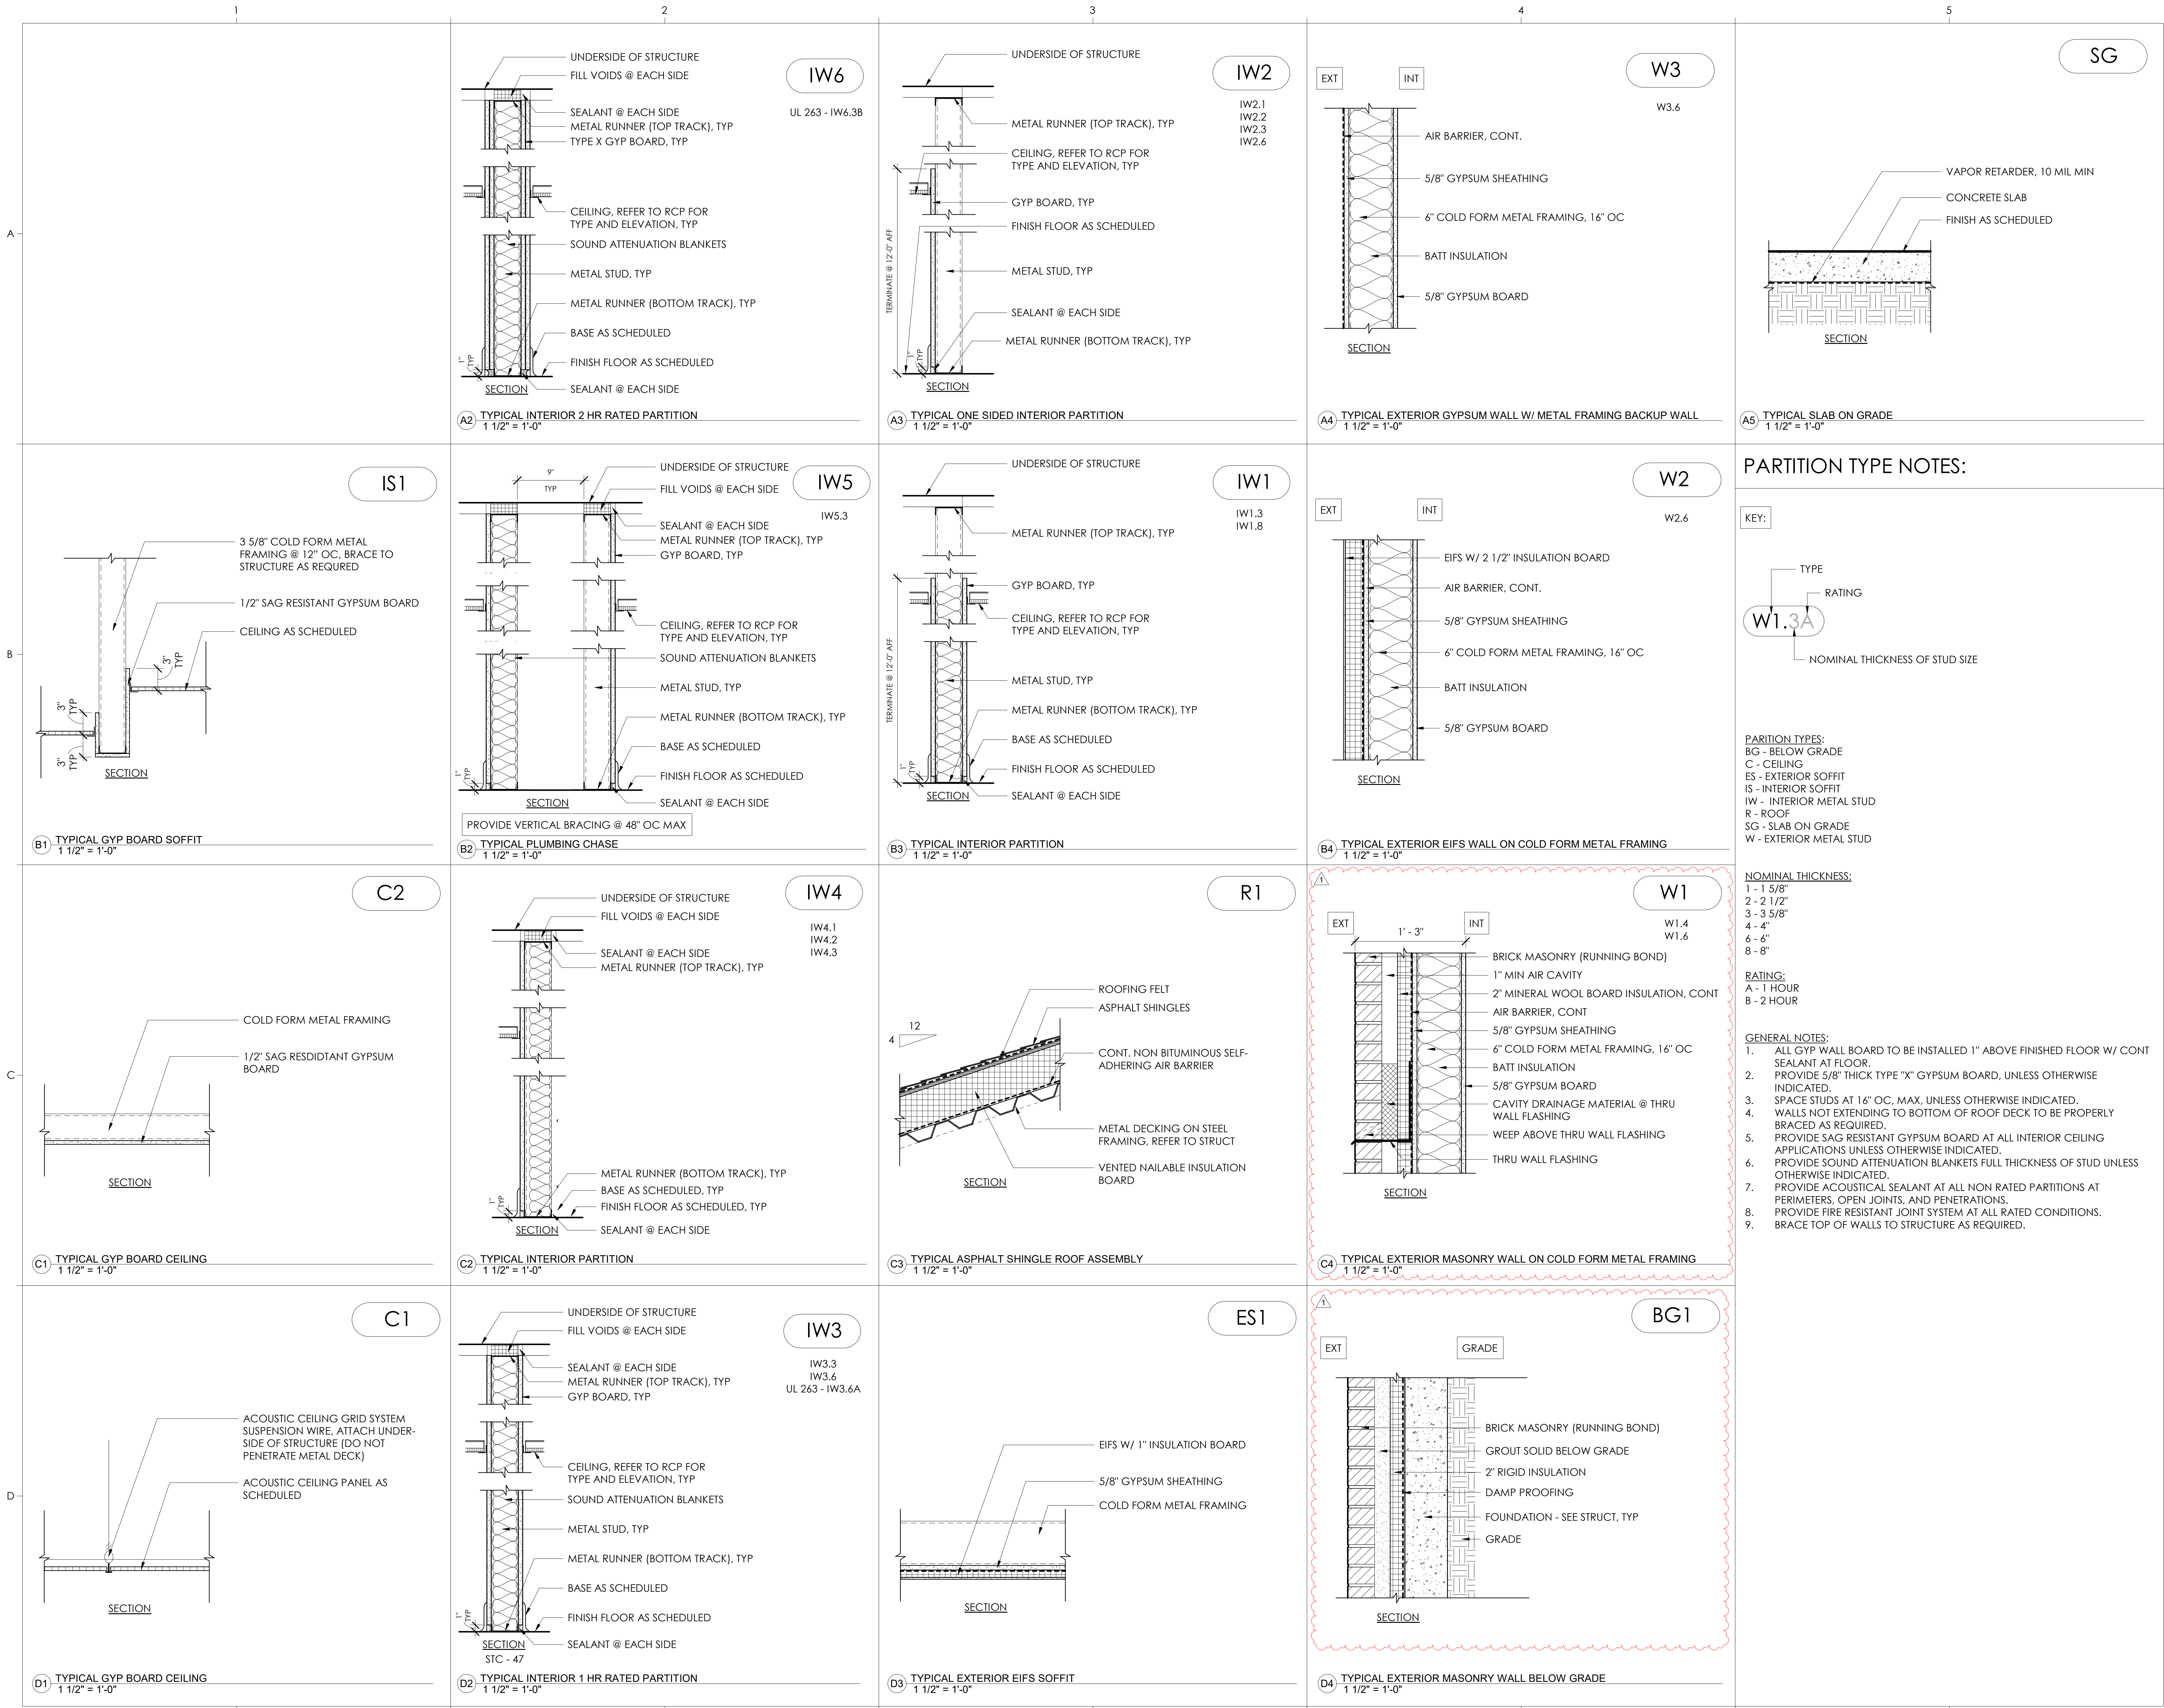 1
2
3
4
5
A
B
C
D
UNDERSIDE OF STRUCTURE
FILL VOIDS @ EACH SIDE
SEALANT @ EACH SIDE
METAL RUNNER (TOP TRACK), TYP
TYPE X GYP BOARD, TYP
CEILING, REFER TO RCP FOR
TYPE AND ELEVATION, TYP
SOUND ATTENUATION BLANKETS
METAL STUD, TYP
METAL RUNNER (BOTTOM TRACK), TYP
BASE AS SCHEDULED
FINISH FLOOR AS SCHEDULED
SEALANT @ EACH SIDE
1"
TYP
SECTION
IW6
UL 263 - IW6.3B
A2 TYPICAL INTERIOR 2 HR RATED PARTITION
1 1/2" = 1'-0"
UNDERSIDE OF STRUCTURE
METAL RUNNER (TOP TRACK), TYP
CEILING, REFER TO RCP FOR
TYPE AND ELEVATION, TYP
GYP BOARD, TYP
FINISH FLOOR AS SCHEDULED
METAL STUD, TYP
SEALANT @ EACH SIDE
METAL RUNNER (BOTTOM TRACK), TYP
TERMINATE @ 12'-0" AFF
1"
TYP
SECTION
IW2
IW2.1
IW2.2
IW2.3
IW2.6
A3 TYPICAL ONE SIDED INTERIOR PARTITION
1 1/2" = 1'-0"
EXT
INT
W3
W3.6
AIR BARRIER, CONT.
5/8" GYPSUM SHEATHING
6" COLD FORM METAL FRAMING, 16" OC
BATT INSULATION
5/8" GYPSUM BOARD
SECTION
A4 TYPICAL EXTERIOR GYPSUM WALL W/ METAL FRAMING BACKUP WALL
1 1/2" = 1'-0"
SG
VAPOR RETARDER, 10 MIL MIN
CONCRETE SLAB
FINISH AS SCHEDULED
SECTION
A5 TYPICAL SLAB ON GRADE
1 1/2" = 1'-0"
IS1
3 5/8" COLD FORM METAL
FRAMING @ 12" OC, BRACE TO
STRUCTURE AS REQURED
1/2" SAG RESISTANT GYPSUM BOARD
CEILING AS SCHEDULED
3"
TYP
3"
TYP
3"
TYP
SECTION
B1 TYPICAL GYP BOARD SOFFIT
1 1/2" = 1'-0"
9"
TYP
UNDERSIDE OF STRUCTURE
FILL VOIDS @ EACH SIDE
SEALANT @ EACH SIDE
METAL RUNNER (TOP TRACK), TYP
GYP BOARD, TYP
CEILING, REFER TO RCP FOR
TYPE AND ELEVATION, TYP
SOUND ATTENUATION BLANKETS
METAL STUD, TYP
METAL RUNNER (BOTTOM TRACK), TYP
BASE AS SCHEDULED
FINISH FLOOR AS SCHEDULED
SEALANT @ EACH SIDE
1"
TYP
SECTION
IW5
IW5.3
PROVIDE VERTICAL BRACING @ 48" OC MAX
B2 TYPICAL PLUMBING CHASE
1 1/2" = 1'-0"
UNDERSIDE OF STRUCTURE
METAL RUNNER (TOP TRACK), TYP
GYP BOARD, TYP
CEILING, REFER TO RCP FOR
TYPE AND ELEVATION, TYP
METAL STUD, TYP
METAL RUNNER (BOTTOM TRACK), TYP
BASE AS SCHEDULED
FINISH FLOOR AS SCHEDULED
SEALANT @ EACH SIDE
TERMINATE @ 12'-0" AFF
1"
TYP
SECTION
IW1
IW1.3
IW1.8
B3 TYPICAL INTERIOR PARTITION
1 1/2" = 1'-0"
EXT
INT
W2
W2.6
EIFS W/ 2 1/2" INSULATION BOARD
AIR BARRIER, CONT.
5/8" GYPSUM SHEATHING
6" COLD FORM METAL FRAMING, 16" OC
BATT INSULATION
5/8" GYPSUM BOARD
SECTION
B4 TYPICAL EXTERIOR EIFS WALL ON COLD FORM METAL FRAMING
1 1/2" = 1'-0"
C2
COLD FORM METAL FRAMING
1/2" SAG RESDIDTANT GYPSUM
BOARD
SECTION
C1 TYPICAL GYP BOARD CEILING
1 1/2" = 1'-0"
UNDERSIDE OF STRUCTURE
FILL VOIDS @ EACH SIDE
SEALANT @ EACH SIDE
METAL RUNNER (TOP TRACK), TYP
METAL RUNNER (BOTTOM TRACK), TYP
BASE AS SCHEDULED, TYP
FINISH FLOOR AS SCHEDULED, TYP
SEALANT @ EACH SIDE
1"
TYP
SECTION
IW4
IW4.1
IW4.2
IW4.3
C2 TYPICAL INTERIOR PARTITION
1 1/2" = 1'-0"
R1
12
4
ROOFING FELT
ASPHALT SHINGLES
CONT. NON BITUMINOUS SELF-
ADHERING AIR BARRIER
METAL DECKING ON STEEL
FRAMING, REFER TO STRUCT
VENTED NAILABLE INSULATION
BOARD
SECTION
C3 TYPICAL ASPHALT SHINGLE ROOF ASSEMBLY
1 1/2" = 1'-0"
1
EXT
INT
1' - 3"
W1
W1.4
W1.6
BRICK MASONRY (RUNNING BOND)
1" MIN AIR CAVITY
2" MINERAL WOOL BOARD INSULATION, CONT
AIR BARRIER, CONT
5/8" GYPSUM SHEATHING
6" COLD FORM METAL FRAMING, 16" OC
BATT INSULATION
5/8" GYPSUM BOARD
CAVITY DRAINAGE MATERIAL @ THRU
WALL FLASHING
WEEP ABOVE THRU WALL FLASHING
THRU WALL FLASHING
SECTION
C4 TYPICAL EXTERIOR MASONRY WALL ON COLD FORM METAL FRAMING
1 1/2" = 1'-0"
C1
ACOUSTIC CEILING GRID SYSTEM
SUSPENSION WIRE, ATTACH UNDER-
SIDE OF STRUCTURE (DO NOT
PENETRATE METAL DECK)
ACOUSTIC CEILING PANEL AS
SCHEDULED
SECTION
D1 TYPICAL GYP BOARD CEILING
1 1/2" = 1'-0"
UNDERSIDE OF STRUCTURE
FILL VOIDS @ EACH SIDE
SEALANT @ EACH SIDE
METAL RUNNER (TOP TRACK), TYP
GYP BOARD, TYP
CEILING, REFER TO RCP FOR
TYPE AND ELEVATION, TYP
SOUND ATTENUATION BLANKETS
METAL STUD, TYP
METAL RUNNER (BOTTOM TRACK), TYP
BASE AS SCHEDULED
FINISH FLOOR AS SCHEDULED
SEALANT @ EACH SIDE
1"
TYP
SECTION
STC - 47
IW3
IW3.3
IW3.6
UL 263 - IW3.6A
D2 TYPICAL INTERIOR 1 HR RATED PARTITION
1 1/2" = 1'-0"
ES1
EIFS W/ 1" INSULATION BOARD
5/8" GYPSUM SHEATHING
COLD FORM METAL FRAMING
SECTION
D3 TYPICAL EXTERIOR EIFS SOFFIT
1 1/2" = 1'-0"
1
EXT
GRADE
BG1
BRICK MASONRY (RUNNING BOND)
GROUT SOLID BELOW GRADE
2" RIGID INSULATION
DAMP PROOFING
FOUNDATION - SEE STRUCT, TYP
GRADE
SECTION
D4 TYPICAL EXTERIOR MASONRY WALL BELOW GRADE
1 1/2" = 1'-0"
PARTITION TYPE NOTES:
KEY:
TYPE
RATING
W1.3A
NOMINAL THICKNESS OF STUD SIZE
PARITION TYPES:
BG - BELOW GRADE
C - CEILING
ES - EXTERIOR SOFFIT
IS - INTERIOR SOFFIT
IW - INTERIOR METAL STUD
R - ROOF
SG - SLAB ON GRADE
W - EXTERIOR METAL STUD
NOMINAL THICKNESS:
1 - 1 5/8"
2 - 2 1/2"
3 - 3 5/8"
4 - 4"
6 - 6"
8 - 8"
RATING:
A - 1 HOUR
B - 2 HOUR
GENERAL NOTES:
1. ALL GYP WALL BOARD TO BE INSTALLED 1" ABOVE FINISHED FLOOR W/ CONT
SEALANT AT FLOOR.
2. PROVIDE 5/8" THICK TYPE "X" GYPSUM BOARD, UNLESS OTHERWISE
INDICATED.
3. SPACE STUDS AT 16" OC, MAX, UNLESS OTHERWISE INDICATED.
4. WALLS NOT EXTENDING TO BOTTOM OF ROOF DECK TO BE PROPERLY
BRACED AS REQUIRED.
5. PROVIDE SAG RESISTANT GYPSUM BOARD AT ALL INTERIOR CEILING
APPLICATIONS UNLESS OTHERWISE INDICATED.
6. PROVIDE SOUND ATTENUATION BLANKETS FULL THICKNESS OF STUD UNLESS
OTHERWISE INDICATED.
7. PROVIDE ACOUSTICAL SEALANT AT ALL NON RATED PARTITIONS AT
PERIMETERS, OPEN JOINTS, AND PENETRATIONS.
8. PROVIDE FIRE RESISTANT JOINT SYSTEM AT ALL RATED CONDITIONS.
9. BRACE TOP OF WALLS TO STRUCTURE AS REQUIRED.